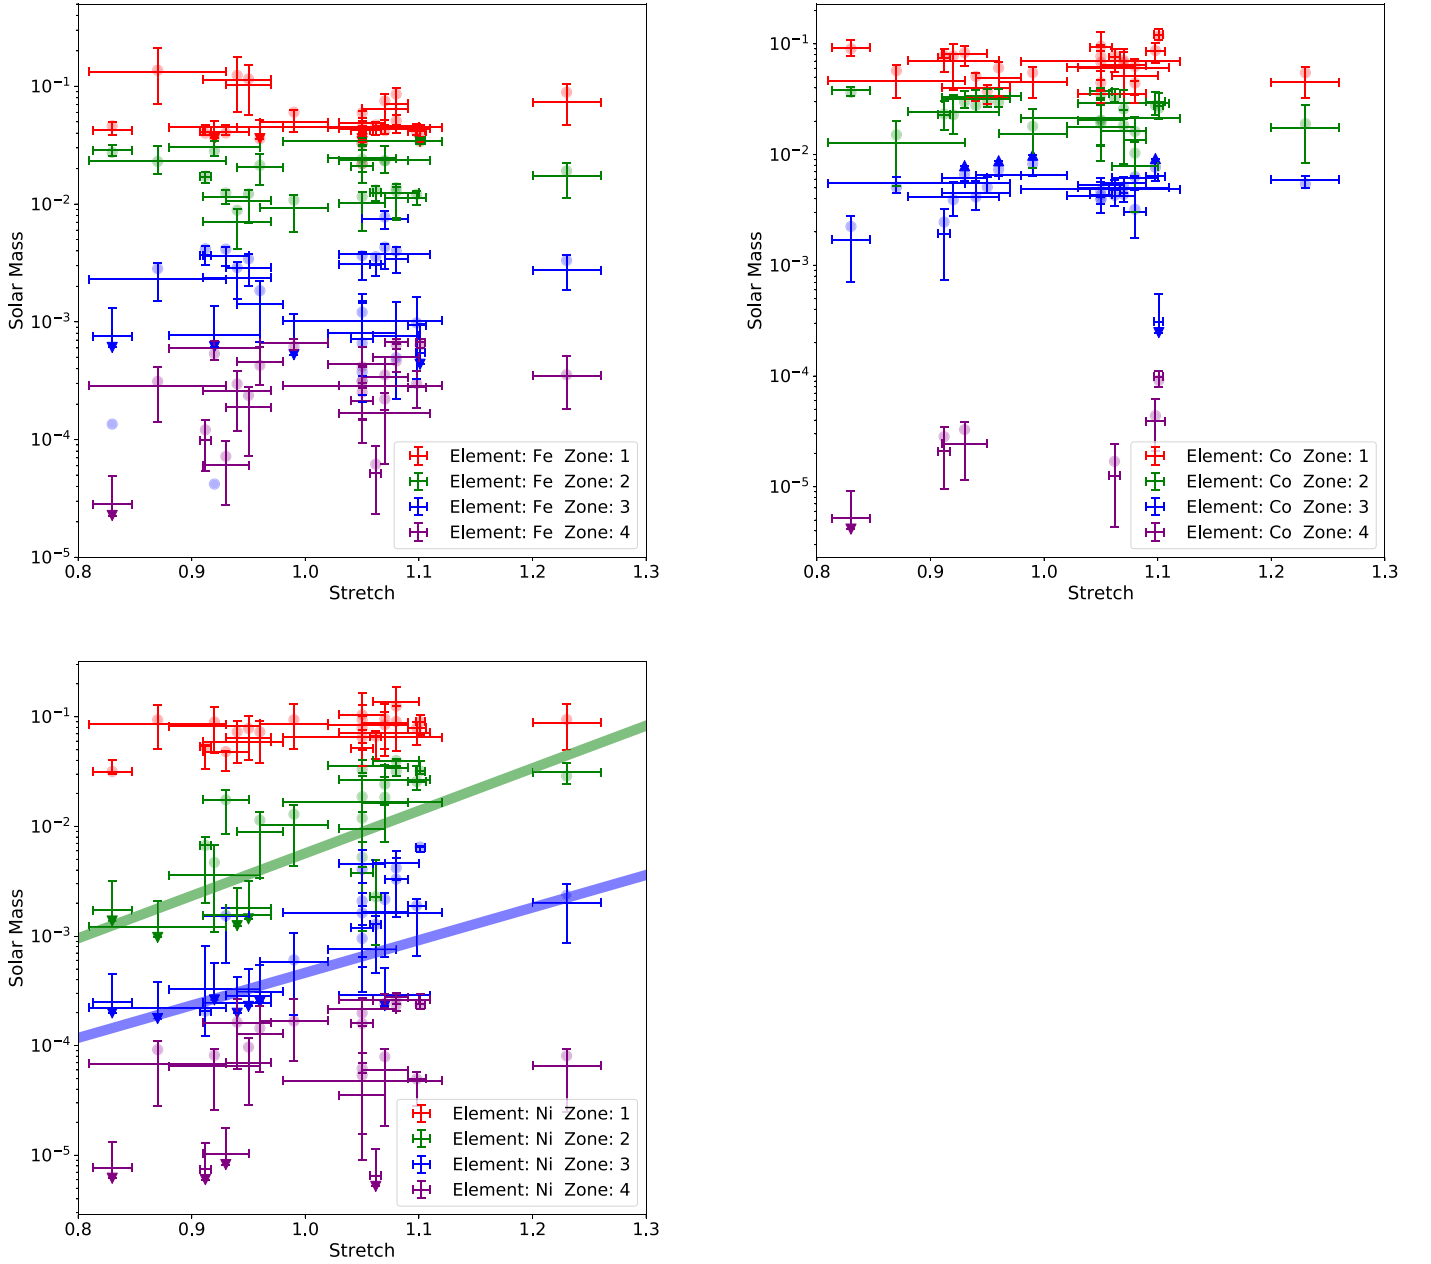 10⁻¹
10⁻²
10⁻³
10⁻⁴
10⁻⁵
Solar Mass
0.8 0.9 1.0 1.1 1.2 1.3
Stretch
Element: Fe Zone: 1
Element: Fe Zone: 2
Element: Fe Zone: 3
Element: Fe Zone: 4
10⁻¹
10⁻²
10⁻³
10⁻⁴
10⁻⁵
Solar Mass
0.8 0.9 1.0 1.1 1.2 1.3
Stretch
Element: Co Zone: 1
Element: Co Zone: 2
Element: Co Zone: 3
Element: Co Zone: 4
10⁻¹
10⁻²
10⁻³
10⁻⁴
10⁻⁵
Solar Mass
0.8 0.9 1.0 1.1 1.2 1.3
Stretch
Element: Ni Zone: 1
Element: Ni Zone: 2
Element: Ni Zone: 3
Element: Ni Zone: 4